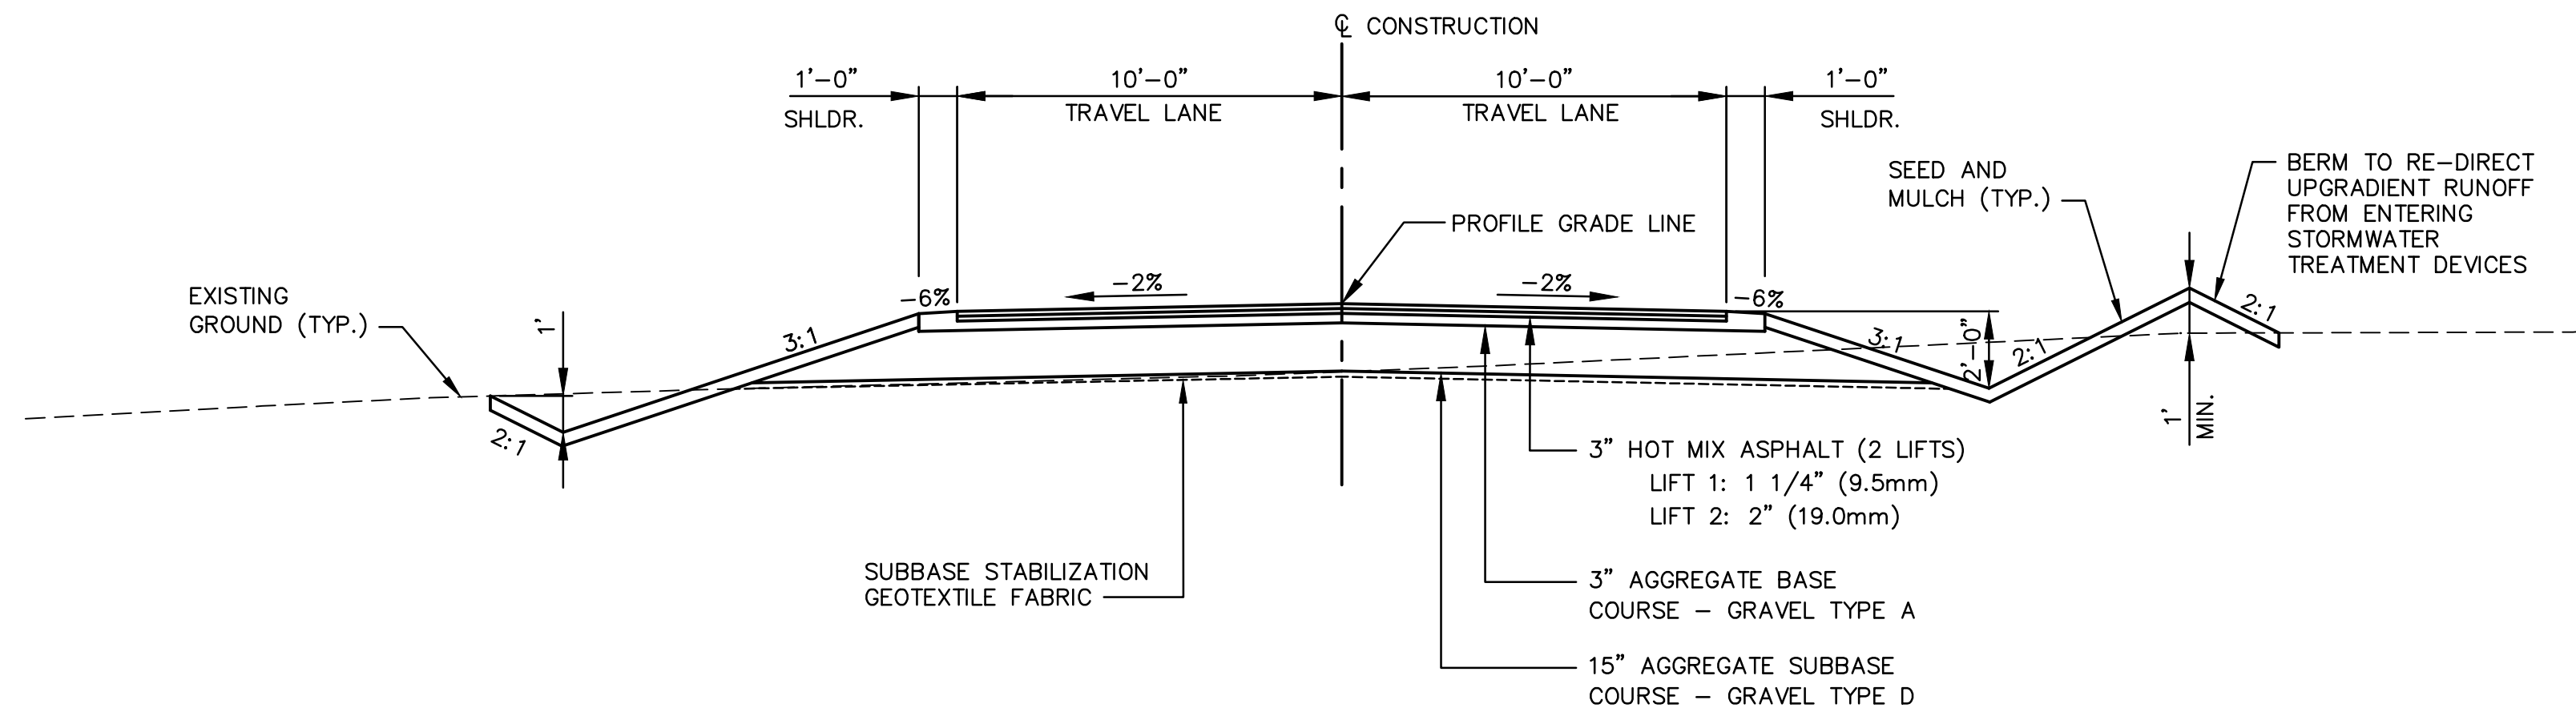 ℄ CONSTRUCTION
1'-0"
10'-0"
10'-0"
1'-0"
SHLDR.
TRAVEL LANE
TRAVEL LANE
SHLDR.
SEED AND
MULCH (TYP.)
BERM TO RE-DIRECT
UPGRADIENT RUNOFF
FROM ENTERING
STORMWATER
TREATMENT DEVICES
PROFILE GRADE LINE
EXISTING
GROUND (TYP.)
-6%
-2%
-2%
-6%
1'
3:1
2:1
3:1
2'-0"
2:1
2:1
1'
MIN.
3" HOT MIX ASPHALT (2 LIFTS)
LIFT 1: 1 1/4" (9.5mm)
LIFT 2: 2" (19.0mm)
SUBBASE STABILIZATION
GEOTEXTILE FABRIC
3" AGGREGATE BASE
COURSE - GRAVEL TYPE A
15" AGGREGATE SUBBASE
COURSE - GRAVEL TYPE D